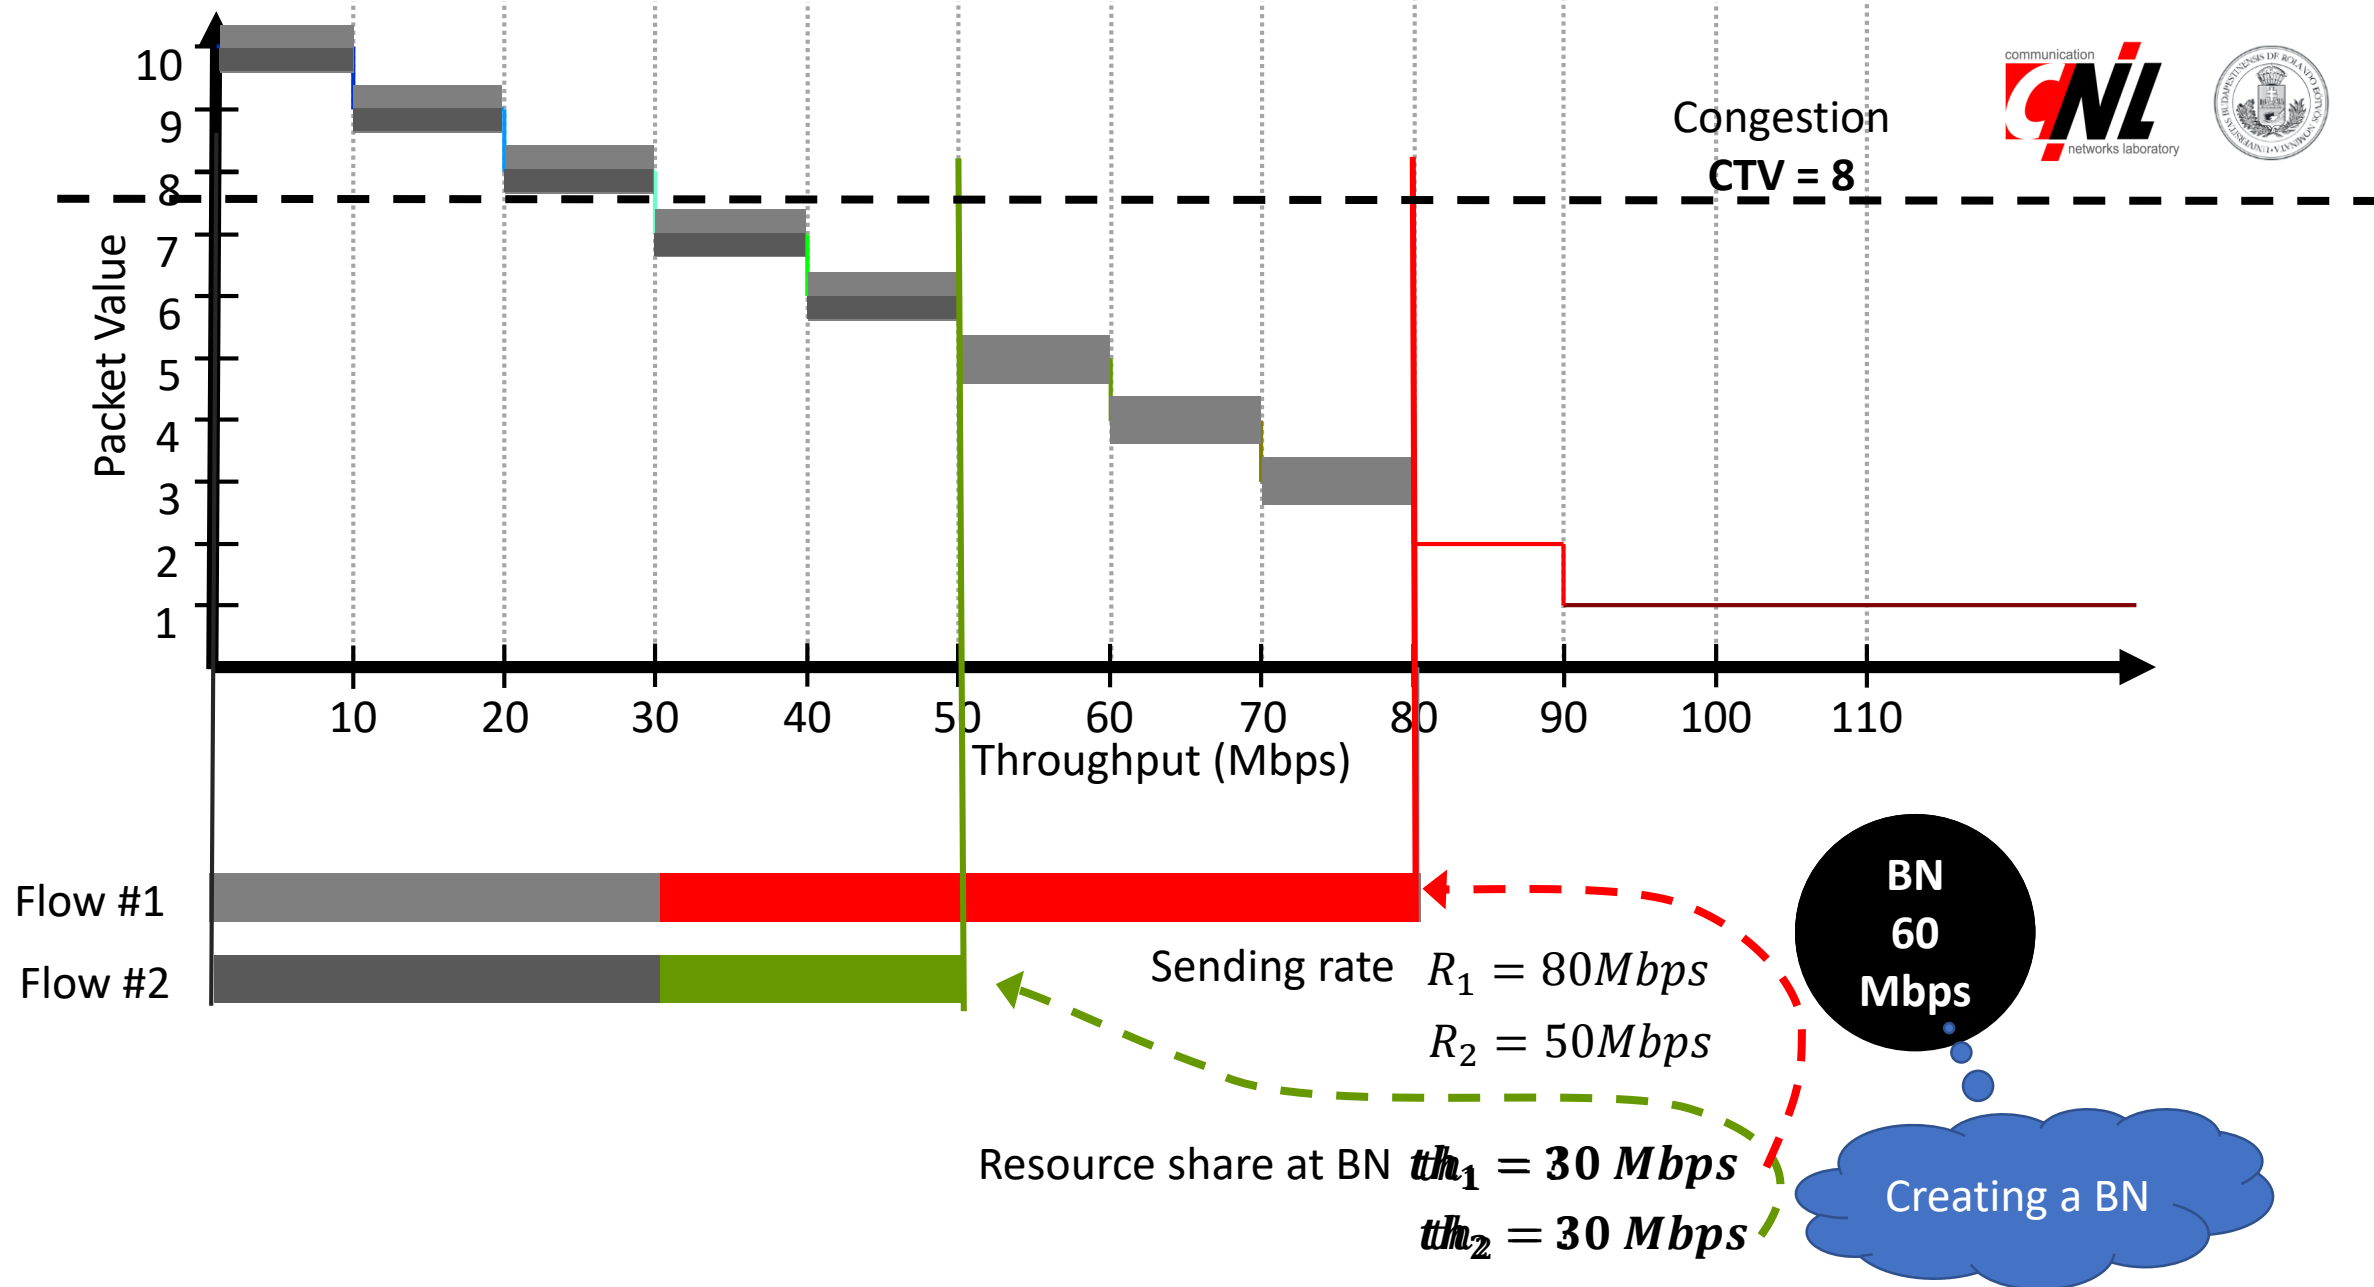 communication
CNL
networks laboratory
Congestion
CTV = 8
Packet Value
10
9
8
7
6
5
4
3
2
1
10 20 30 40 50 60 70 80 90 100 110
Throughput (Mbps)
Flow #1
Flow #2
BN
60
Mbps
Sending rate R₁ = 80Mbps
R₂ = 50Mbps
Resource share at BN th₁ = 30 Mbps
th₂ = 30 Mbps
Creating a BN